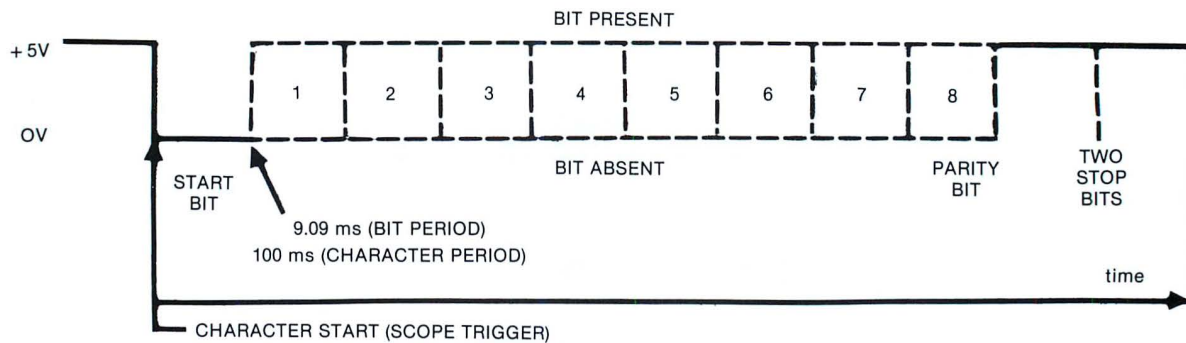 BIT PRESENT
+5V
1 2 3 4 5 6 7 8
0V
START
BIT
BIT ABSENT
PARITY
BIT
TWO
STOP
BITS
9.09 ms (BIT PERIOD)
100 ms (CHARACTER PERIOD)
time
CHARACTER START (SCOPE TRIGGER)